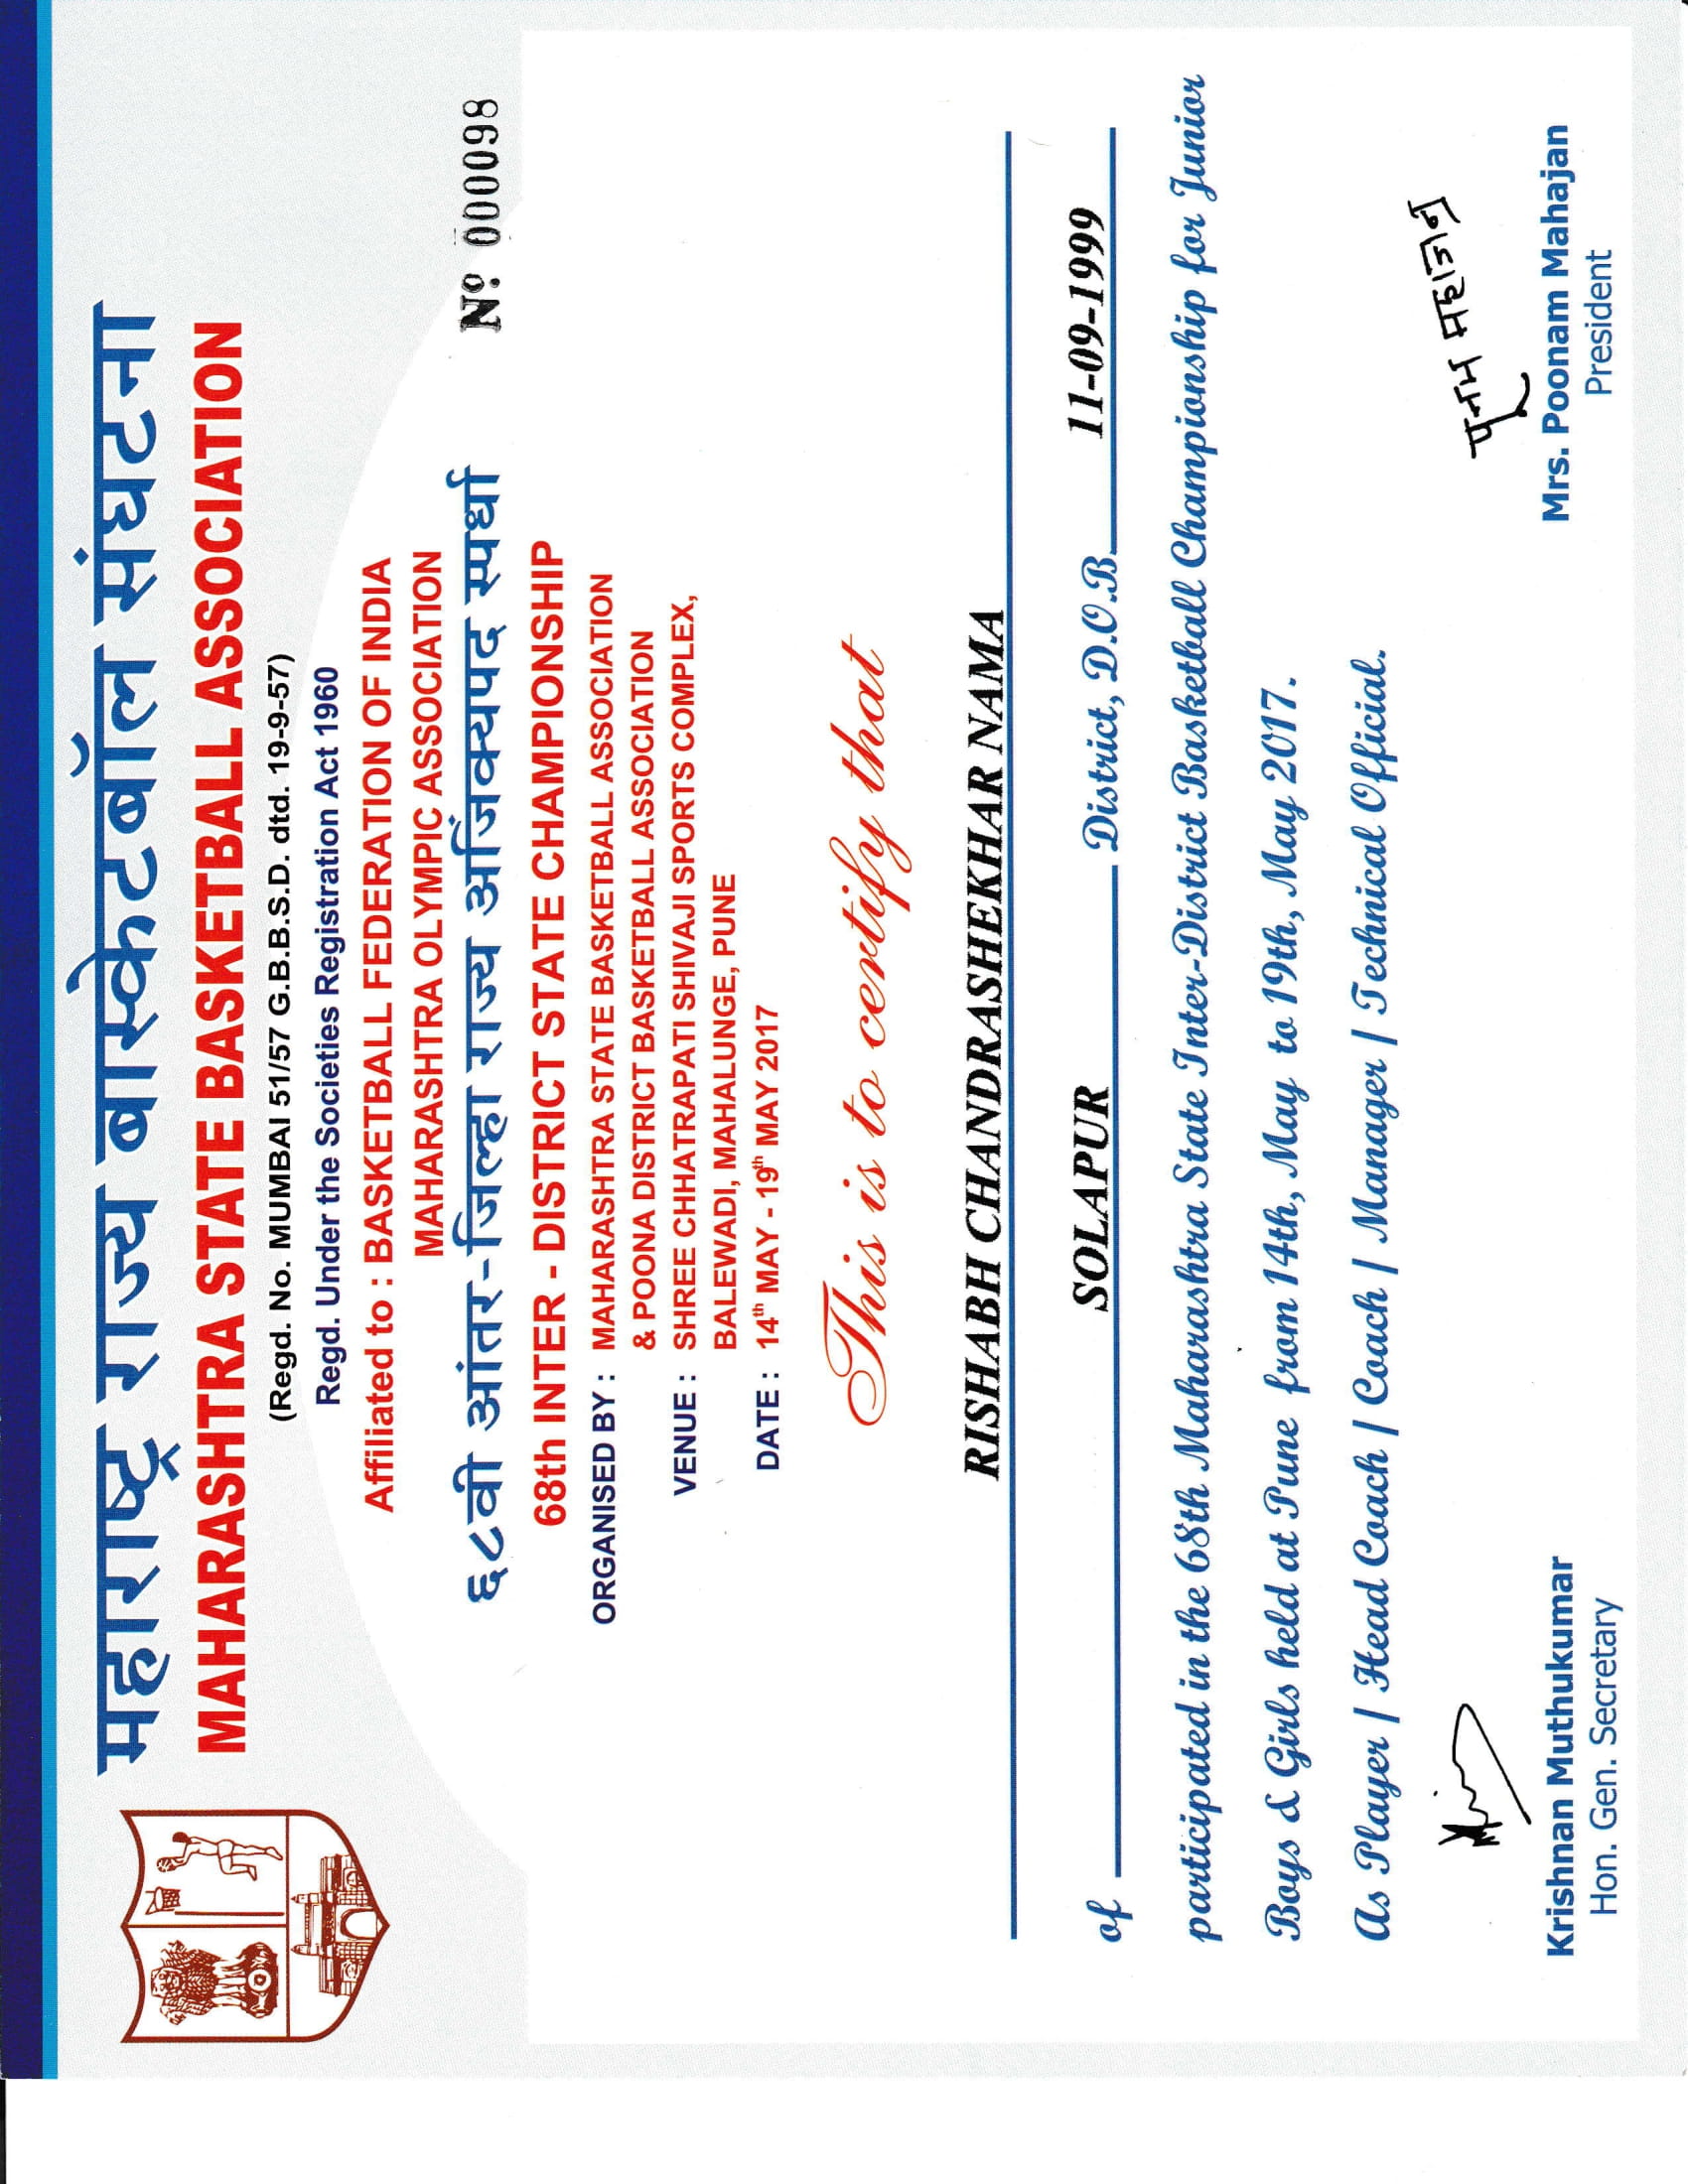 महाराष्ट्र राज्य बास्केटबॉल संघटना
MAHARASHTRA STATE BASKETBALL ASSOCIATION
(Regd. No. MUMBAI 51/57 G.B.B.S.D. dtd. 19-9-57)
Regd. Under the Societies Registration Act 1960
Affiliated to : BASKETBALL FEDERATION OF INDIA
MAHARASHTRA OLYMPIC ASSOCIATION
६८वी आंतर-जिल्हा राज्य अजिंक्यपद स्पर्धा
Nº 000098
68th INTER - DISTRICT STATE CHAMPIONSHIP
ORGANISED BY : MAHARASHTRA STATE BASKETBALL ASSOCIATION
& POONA DISTRICT BASKETBALL ASSOCIATION
VENUE : SHREE CHHATRAPATI SHIVAJI SPORTS COMPLEX,
BALEWADI, MAHALUNGE, PUNE
DATE : 14th MAY - 19th MAY 2017
This is to certify that
RISHABH CHANDRASHEKHAR NAMA
of SOLAPUR District, D.O.B. 11-09-1999
participated in the 68th Maharashtra State Inter-District Basketball Championship for Junior
Boys & Girls held at Pune from 14th, May to 19th, May 2017.
As Player / Head Coach / Coach / Manager / Technical Official.
पूनम महाजन
Krishnan Muthukumar
Hon. Gen. Secretary
Mrs. Poonam Mahajan
President